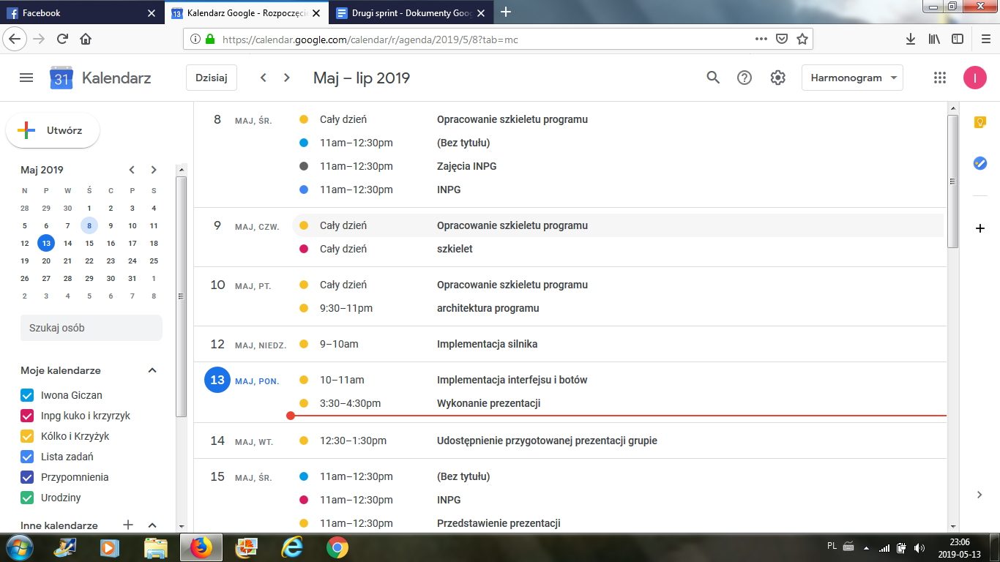 Facebook
Kalendarz Google - Rozpoczęci
Drugi sprint - Dokumenty Goog
https://calendar.google.com/calendar/r/agenda/2019/5/8?tab=mc
31 Kalendarz
Dzisiaj
Maj – lip 2019
Harmonogram
I
Utwórz
Maj 2019
N P W Ś C P S
28 29 30 1 2 3 4
5 6 7 8 9 10 11
12 13 14 15 16 17 18
19 20 21 22 23 24 25
26 27 28 29 30 31 1
2 3 4 5 6 7 8
Szukaj osób
Moje kalendarze
Iwona Giczan
Inpg kuko i krzyrzyk
Kólko i Krzyżyk
Lista zadań
Przypomnienia
Urodziny
Inne kalendarze
8 MAJ, ŚR. Cały dzień Opracowanie szkieletu programu
11am–12:30pm (Bez tytułu)
11am–12:30pm Zajęcia INPG
11am–12:30pm INPG
9 MAJ, CZW. Cały dzień Opracowanie szkieletu programu
Cały dzień szkielet
10 MAJ, PT. Cały dzień Opracowanie szkieletu programu
9:30–11pm architektura programu
12 MAJ, NIEDZ. 9–10am Implementacja silnika
13 MAJ, PON. 10–11am Implementacja interfejsu i botów
3:30–4:30pm Wykonanie prezentacji
14 MAJ, WT. 12:30–1:30pm Udostępnienie przygotowanej prezentacji grupie
15 MAJ, ŚR. 11am–12:30pm (Bez tytułu)
11am–12:30pm INPG
11am–12:30pm Przedstawienie prezentacji
PL
23:06
2019-05-13